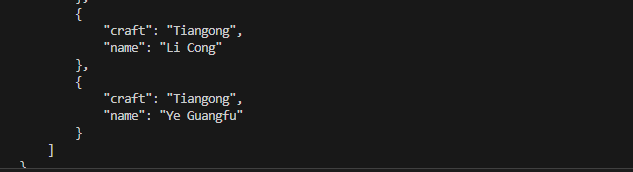 },
{
"craft": "Tiangong",
"name": "Li Cong"
},
{
"craft": "Tiangong",
"name": "Ye Guangfu"
}
]
}